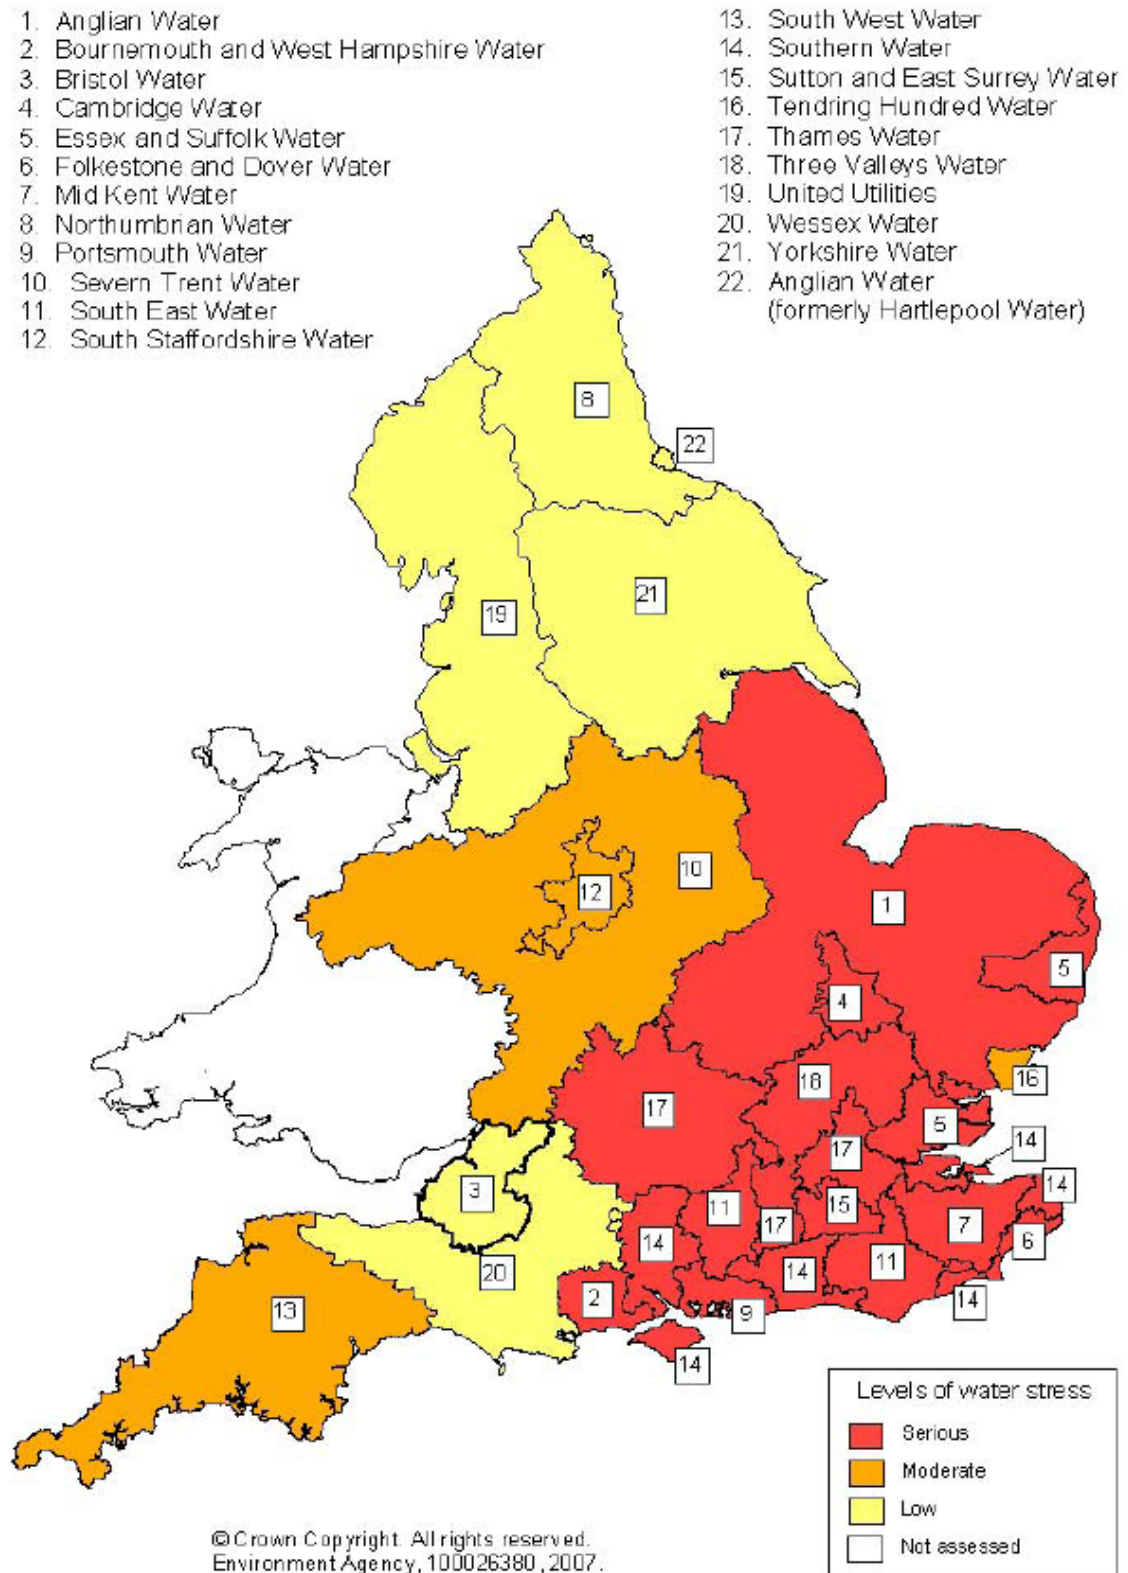 1. Anglian Water
2. Bournemouth and West Hampshire Water
3. Bristol Water
4. Cambridge Water
5. Essex and Suffolk Water
6. Folkestone and Dover Water
7. Mid Kent Water
8. Northumbrian Water
9. Portsmouth Water
10. Severn Trent Water
11. South East Water
12. South Staffordshire Water
13. South West Water
14. Southern Water
15. Sutton and East Surrey Water
16. Tendring Hundred Water
17. Thames Water
18. Three Valleys Water
19. United Utilities
20. Wessex Water
21. Yorkshire Water
22. Anglian Water
(formerly Hartlepool Water)
8
22
21
19
10
12
1
5
4
16
18
17
5
14
17
14
3
11
15
17
7
6
14
11
20
14
2
13
9
14
14
Levels of water stress
Serious
Moderate
Low
Not assessed
© Crown Copyright. All rights reserved.
Environment Agency, 100026380, 2007.